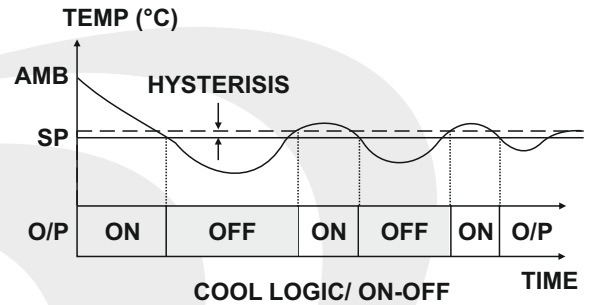 TEMP (°C)
AMB
HYSTERISIS
SP
O/P ON OFF ON OFF ON O/P
TIME
COOL LOGIC/ ON-OFF